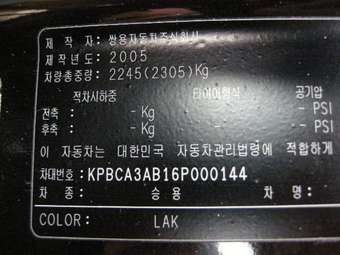 제 작 자 : 쌍용자동차주식회사
제작년도: 2005
차량총중량: 2245(2305)Kg
적차시하중 타이어형식 공기압
전축 : - Kg - PSI
후축 : - Kg - PSI
이 자동차는 대한민국 자동차관리법령에 적합하게
차대번호: KPBCA3AB16P000144
차 종: 승 용 차 명:
COLOR: LAK